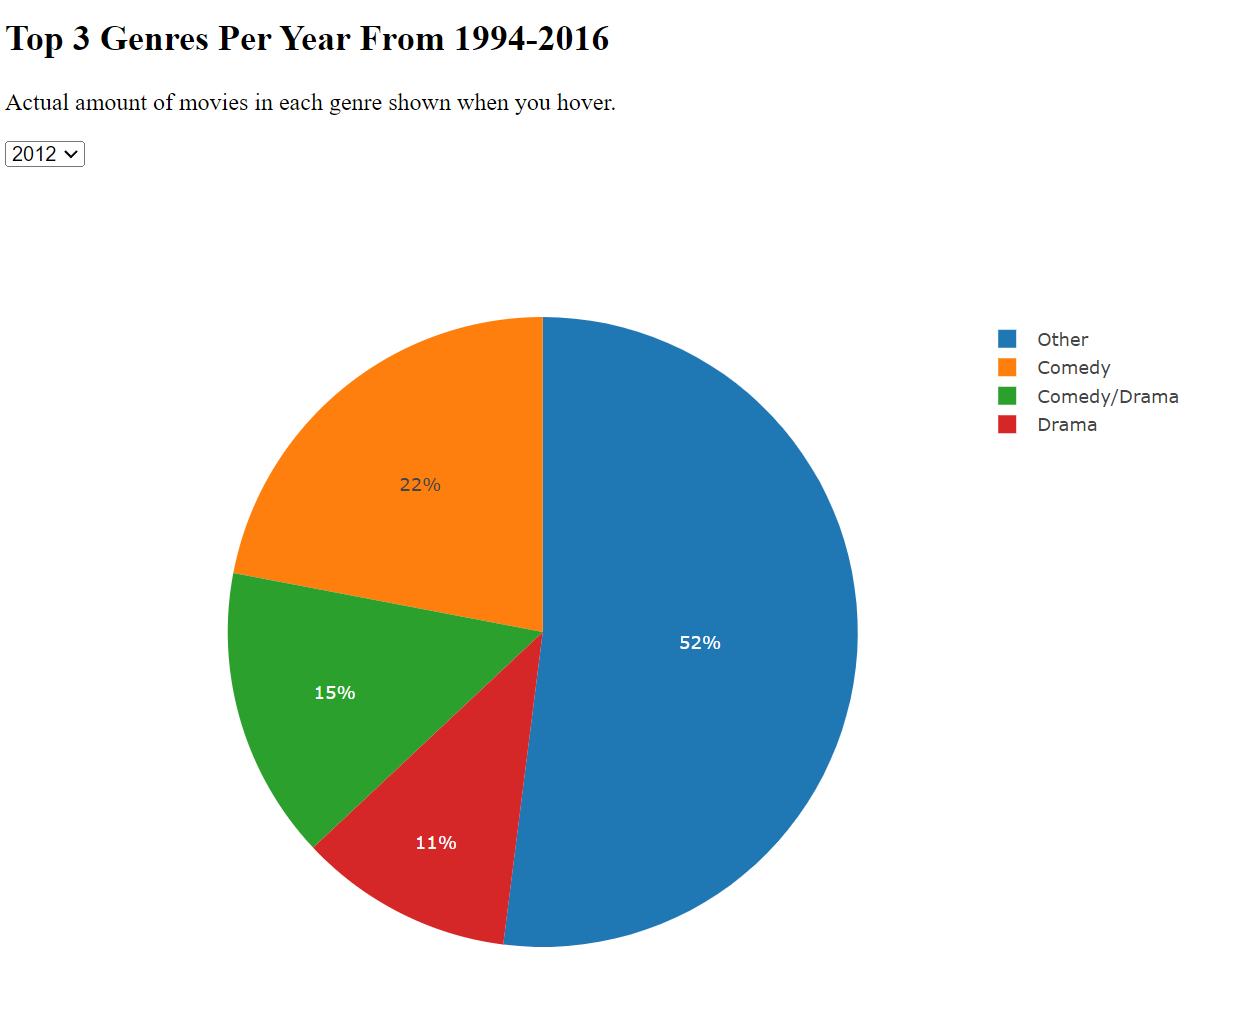 Top 3 Genres Per Year From 1994-2016
Actual amount of movies in each genre shown when you hover.
2012
Other
Comedy
Comedy/Drama
Drama
22%
52%
15%
11%